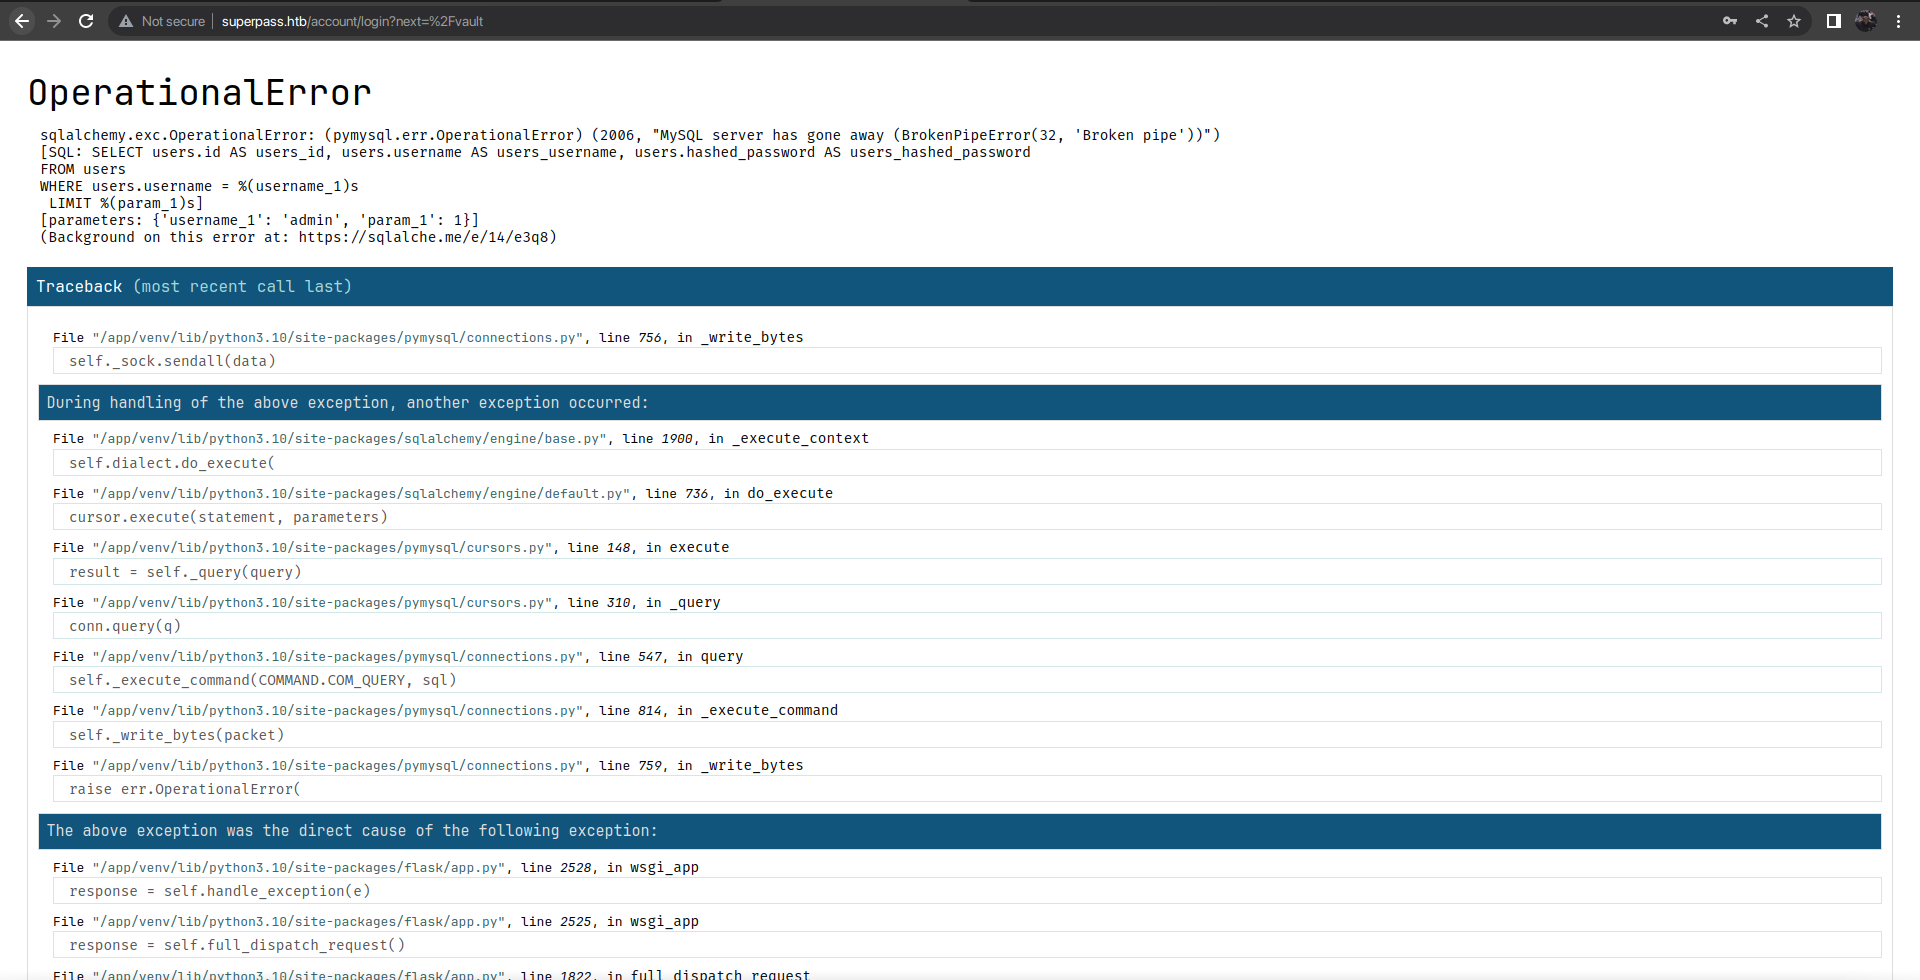 Not secure | superpass.htb/account/login?next=%2Fvault
OperationalError
sqlalchemy.exc.OperationalError: (pymysql.err.OperationalError) (2006, "MySQL server has gone away (BrokenPipeError(32, 'Broken pipe'))")
[SQL: SELECT users.id AS users_id, users.username AS users_username, users.hashed_password AS users_hashed_password
FROM users
WHERE users.username = %(username_1)s
 LIMIT %(param_1)s]
[parameters: {'username_1': 'admin', 'param_1': 1}]
(Background on this error at: https://sqlalche.me/e/14/e3q8)
Traceback (most recent call last)
File "/app/venv/lib/python3.10/site-packages/pymysql/connections.py", line 756, in _write_bytes
self._sock.sendall(data)
During handling of the above exception, another exception occurred:
File "/app/venv/lib/python3.10/site-packages/sqlalchemy/engine/base.py", line 1900, in _execute_context
self.dialect.do_execute(
File "/app/venv/lib/python3.10/site-packages/sqlalchemy/engine/default.py", line 736, in do_execute
cursor.execute(statement, parameters)
File "/app/venv/lib/python3.10/site-packages/pymysql/cursors.py", line 148, in execute
result = self._query(query)
File "/app/venv/lib/python3.10/site-packages/pymysql/cursors.py", line 310, in _query
conn.query(q)
File "/app/venv/lib/python3.10/site-packages/pymysql/connections.py", line 547, in query
self._execute_command(COMMAND.COM_QUERY, sql)
File "/app/venv/lib/python3.10/site-packages/pymysql/connections.py", line 814, in _execute_command
self._write_bytes(packet)
File "/app/venv/lib/python3.10/site-packages/pymysql/connections.py", line 759, in _write_bytes
raise err.OperationalError(
The above exception was the direct cause of the following exception:
File "/app/venv/lib/python3.10/site-packages/flask/app.py", line 2528, in wsgi_app
response = self.handle_exception(e)
File "/app/venv/lib/python3.10/site-packages/flask/app.py", line 2525, in wsgi_app
response = self.full_dispatch_request()
File "/app/venv/lib/python3.10/site-packages/flask/app.py", line 1822, in full_dispatch_request